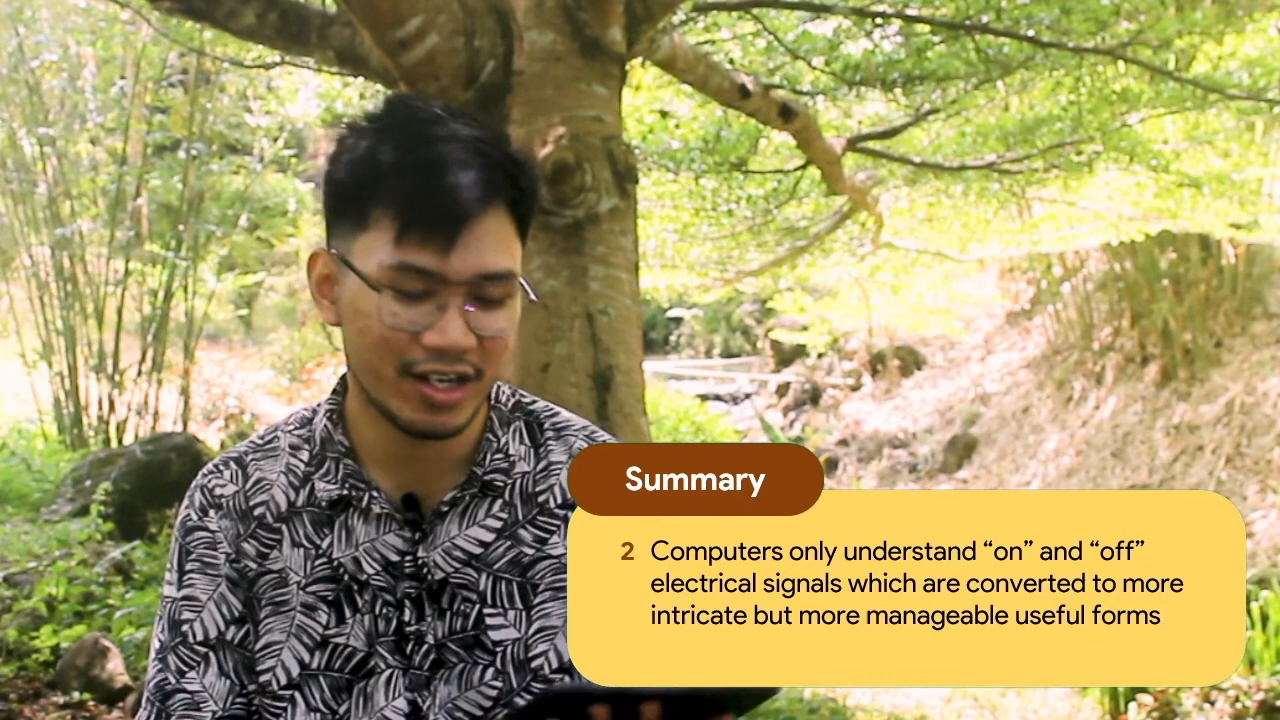 Summary
2 Computers only understand “on” and “off”
electrical signals which are converted to more
intricate but more manageable useful forms